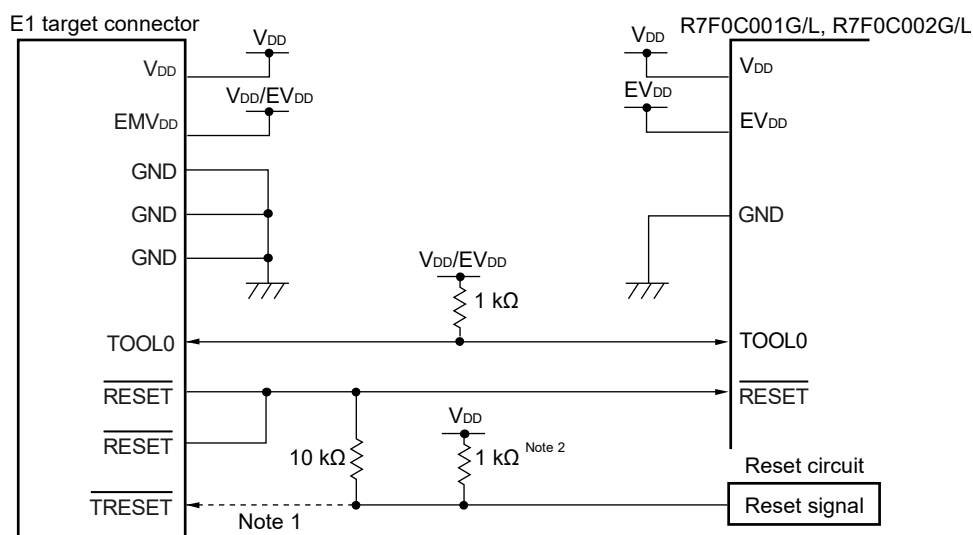 E1 target connector
R7F0C001G/L, R7F0C002G/L
VDD
VDD
VDD
VDD
VDD/EVDD
EVDD
EMVDD
EVDD
GND
GND
GND
GND
VDD/EVDD
1 kΩ
TOOL0
TOOL0
RESET
RESET
VDD
RESET
10 kΩ
1 kΩ Note 2
Reset circuit
TRESET
Note 1
Reset signal